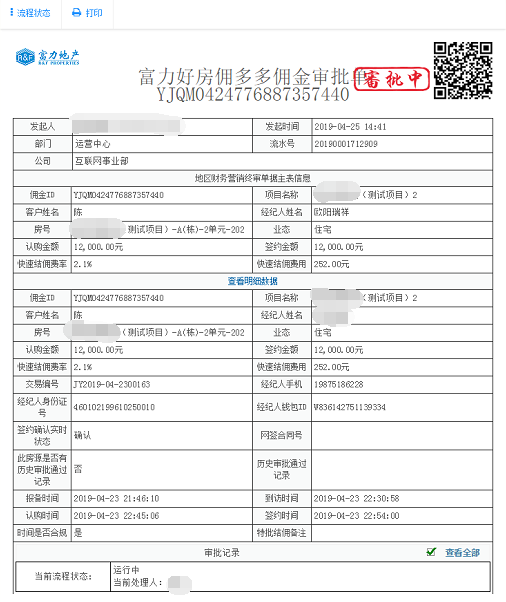 流程状态 打印
富力地产
R&F PROPERTIES
富力好房佣多多佣金审批单
审批中
YJQM0424776887357440
发起人 发起时间 2019-04-25 14:41
部门 运营中心 流水号 20190001712909
公司 互联网事业部
地区财务营销终审单据主表信息
佣金ID YJQM0424776887357440 项目名称 （测试项目）2
客户姓名 陈 经纪人姓名 欧阳瑞祥
房号 测试项目）-A(栋)-2单元-202 业态 住宅
认购金额 12,000.00元 签约金额 12,000.00元
快速结佣费率 2.1% 快速结佣费用 252.00元
查看明细数据
佣金ID YJQM0424776887357440 项目名称 （测试项目）2
客户姓名 陈 经纪人姓名
房号 （测试项目）-A(栋)-2单元-202 业态 住宅
认购金额 12,000.00元 签约金额 12,000.00元
快速结佣费率 2.1% 快速结佣费用 252.00元
交易编号 JY2019-04-2300163 经纪人手机 19875186228
经纪人身份证
号 460102199610250010 经纪人钱包ID W836142751139334
签约确认实时
状态 确认 网签合同号
此房源是否有
历史审批通过
记录 否 历史审批通过
记录
报备时间 2019-04-23 21:46:10 到访时间 2019-04-23 22:30:58
认购时间 2019-04-23 22:45:06 签约时间 2019-04-23 22:54:00
时间是否合规 是 特批结佣备注
审批记录 查看全部
当前流程状态： 运行中
当前处理人：